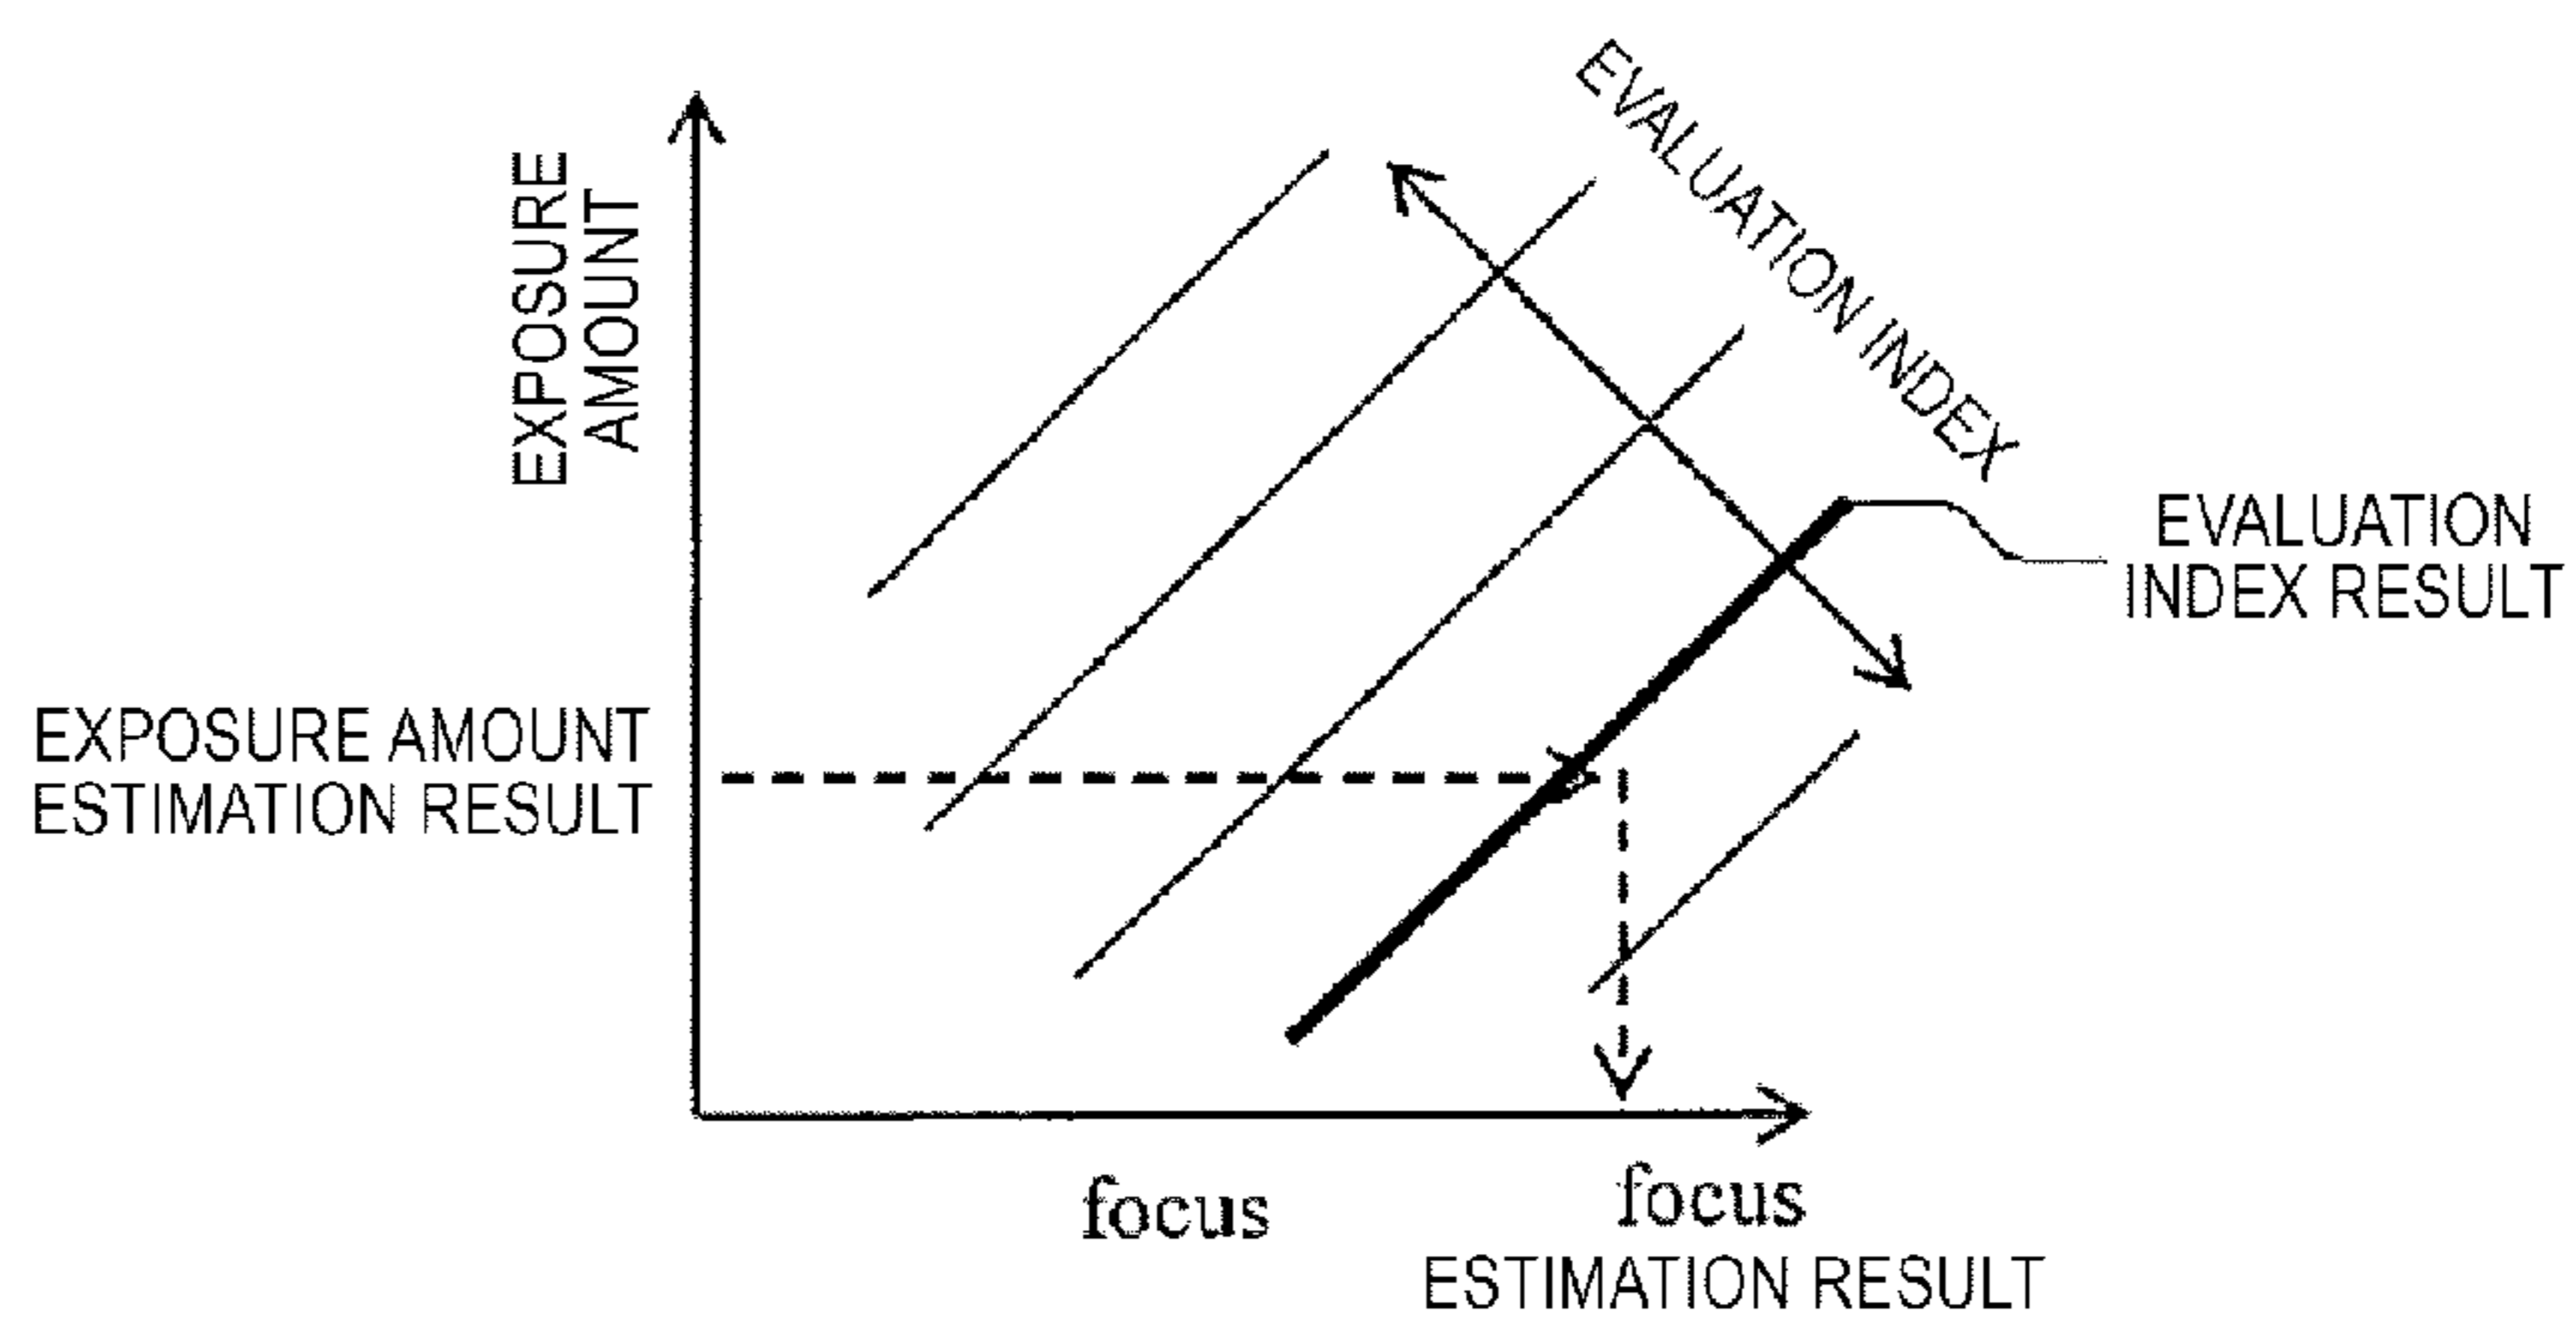 EVALUATION INDEX
EXPOSURE
AMOUNT
EVALUATION
INDEX RESULT
EXPOSURE AMOUNT
ESTIMATION RESULT
focus
focus
ESTIMATION RESULT